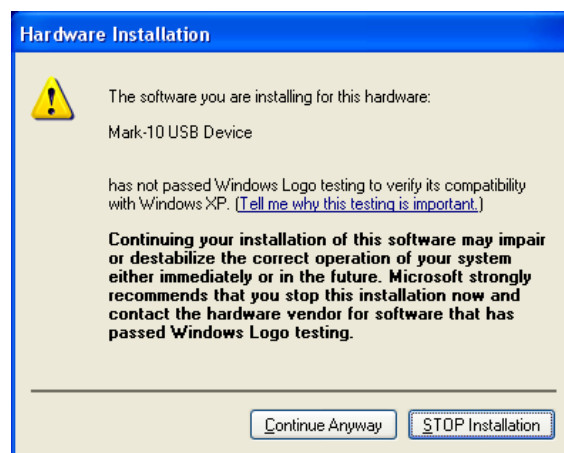 Hardware Installation
The software you are installing for this hardware:
Mark-10 USB Device
has not passed Windows Logo testing to verify its compatibility
with Windows XP. (Tell me why this testing is important.)
Continuing your installation of this software may impair
or destabilize the correct operation of your system
either immediately or in the future. Microsoft strongly
recommends that you stop this installation now and
contact the hardware vendor for software that has
passed Windows Logo testing.
Continue Anyway
STOP Installation